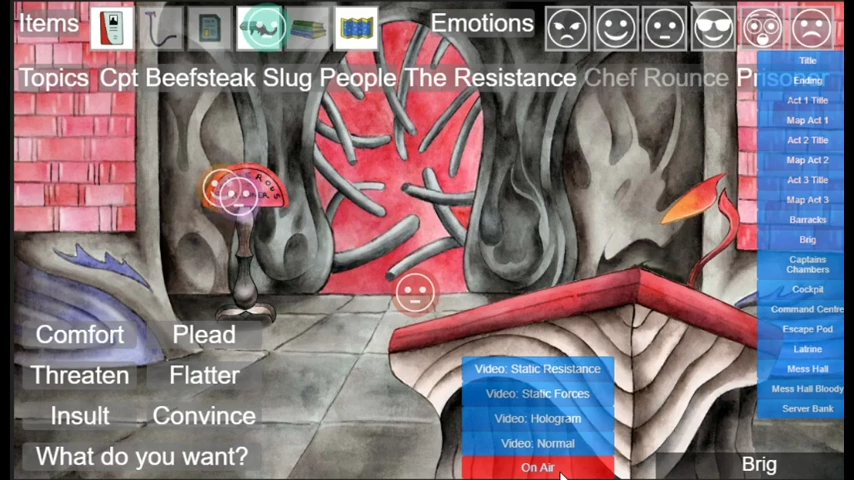 Items
Emotions
Topics Cpt Beefsteak Slug People The Resistance Chef Rounce Prisoner
Title
Ending
Act 1 Title
Map Act 1
Act 2 Title
Map Act 2
Act 3 Title
Map Act 3
Barracks
Brig
Captains
Chambers
Cockpit
Command Centre
Escape Pod
Latrine
Mess Hall
Mess Hall Bloody
Server Bank
Comfort Plead
Threaten Flatter
Insult Convince
What do you want?
Video: Static Resistance
Video: Static Forces
Video: Hologram
Video: Normal
On Air
Brig